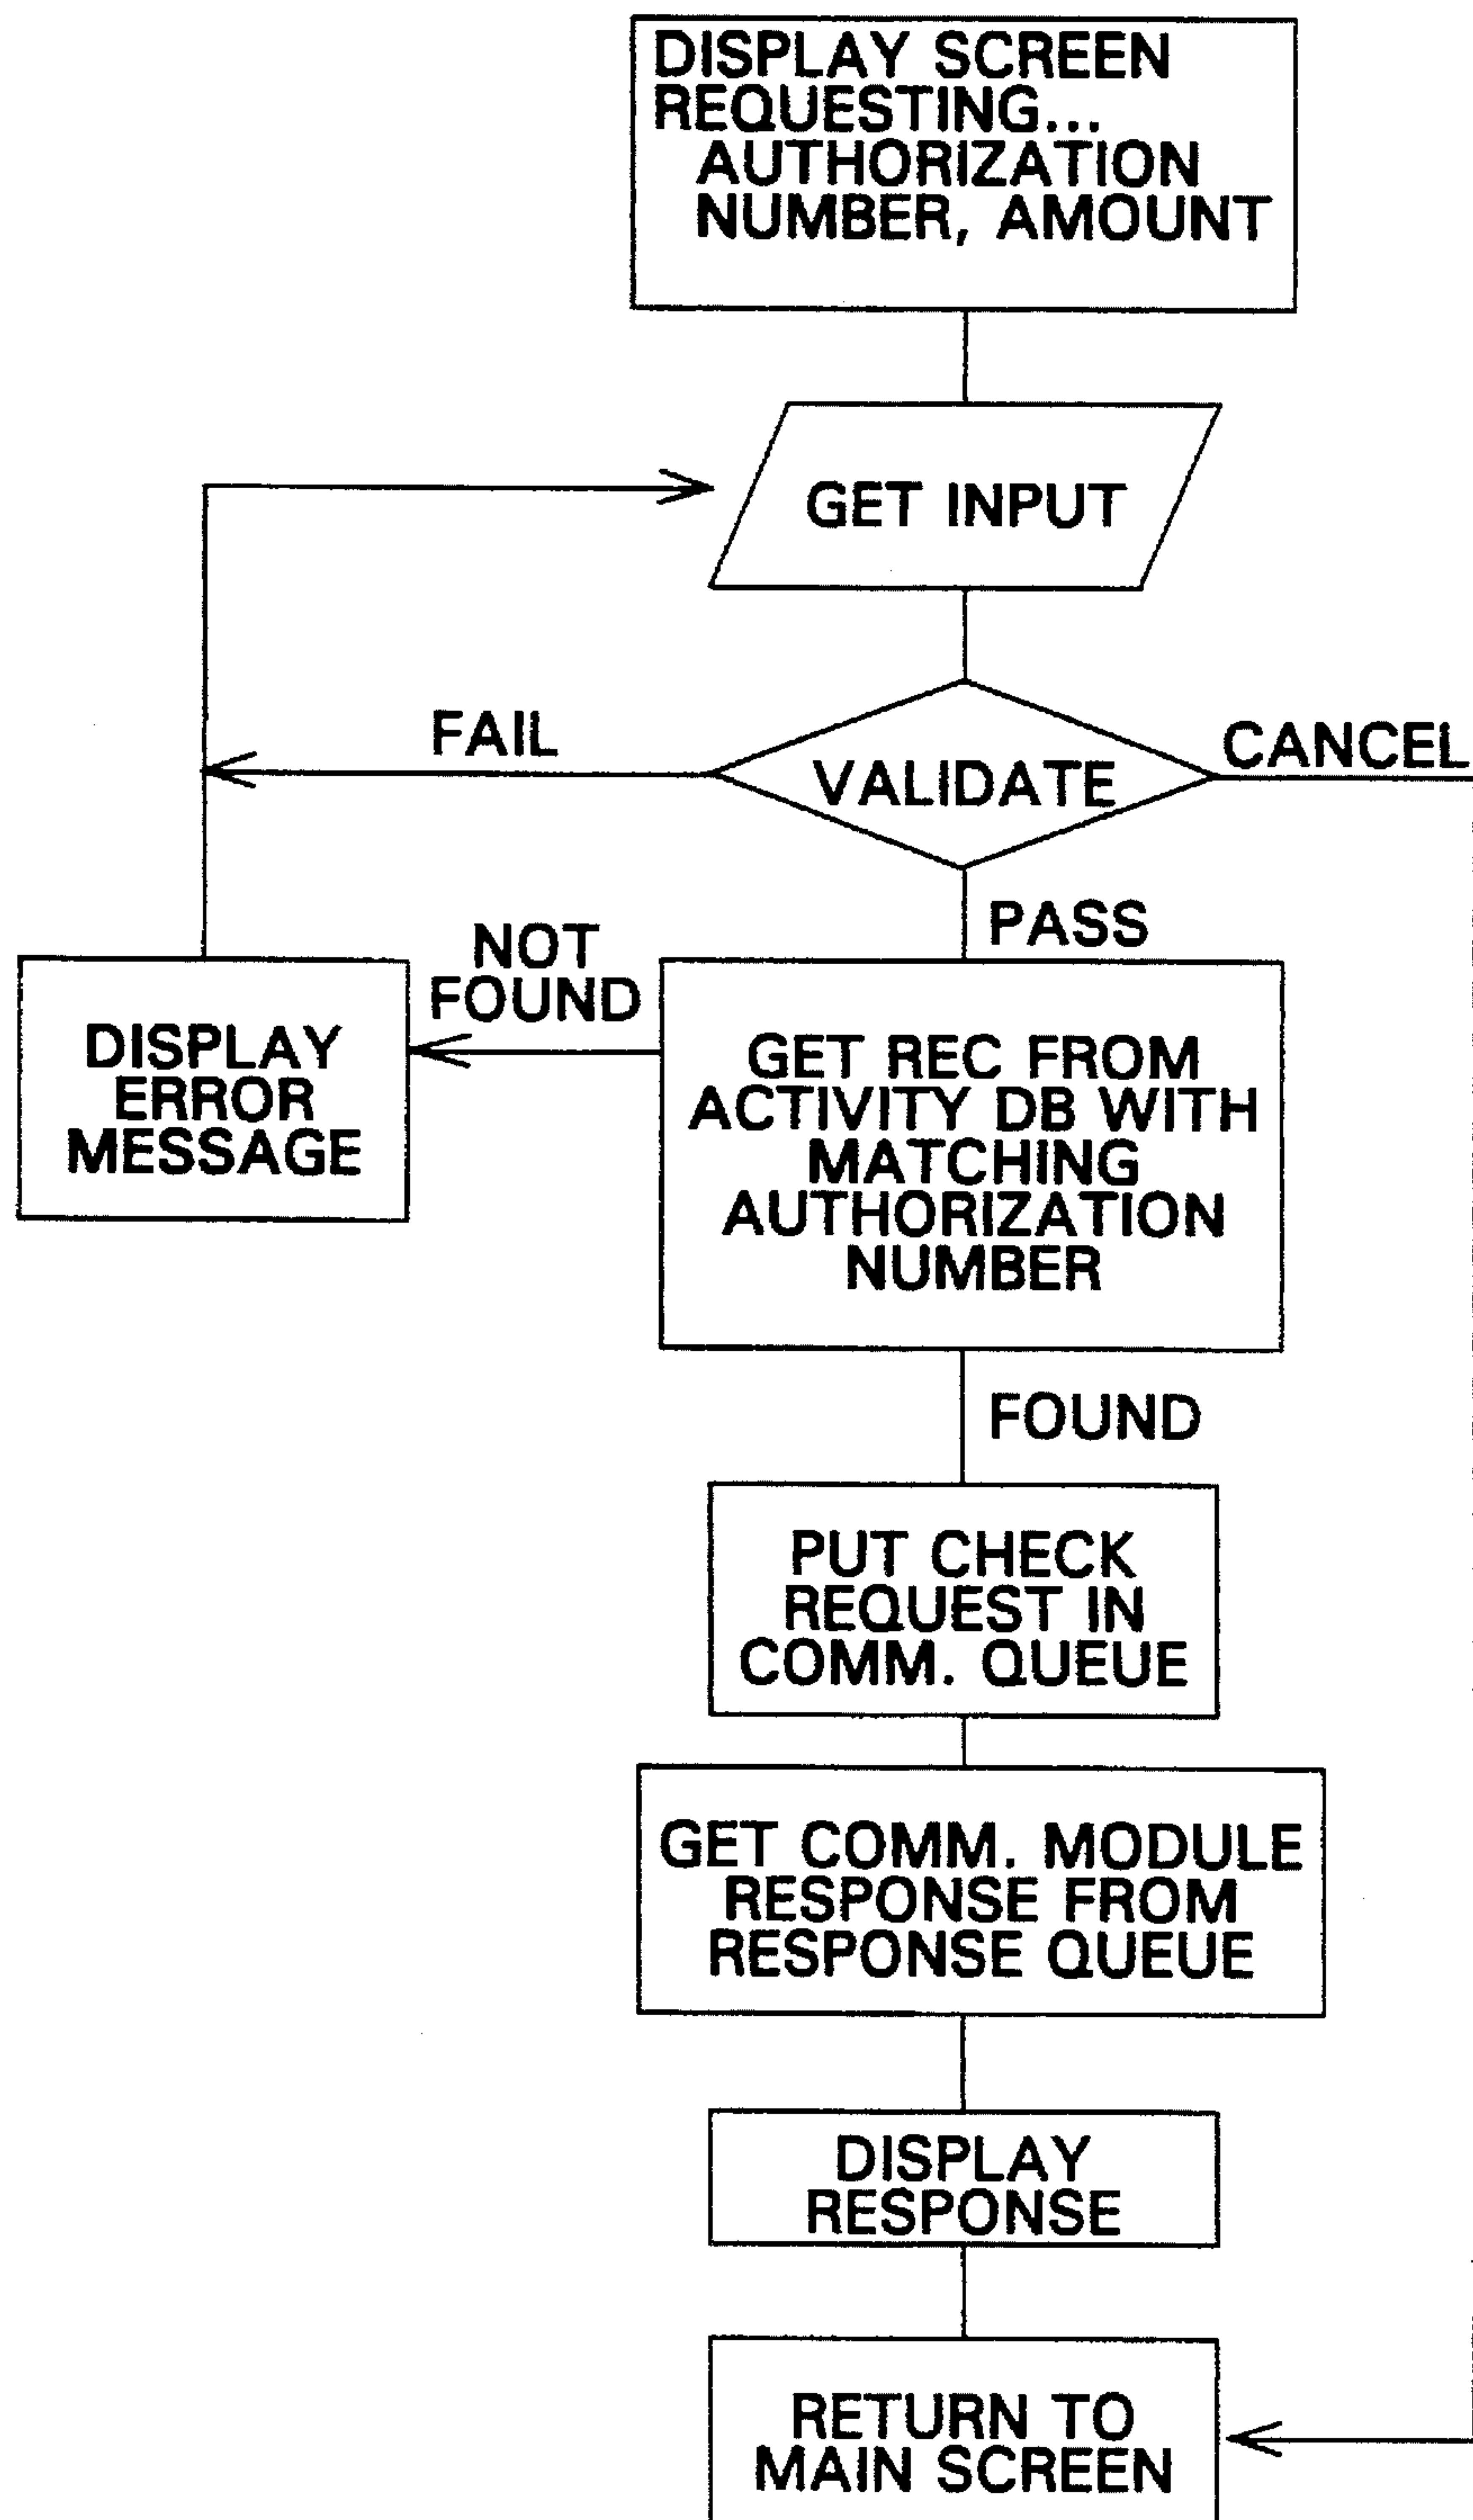 DISPLAY SCREEN
REQUESTING...
AUTHORIZATION
NUMBER, AMOUNT
GET INPUT
FAIL
VALIDATE
CANCEL
PASS
NOT
FOUND
DISPLAY
ERROR
MESSAGE
GET REC FROM
ACTIVITY DB WITH
MATCHING
AUTHORIZATION
NUMBER
FOUND
PUT CHECK
REQUEST IN
COMM. QUEUE
GET COMM. MODULE
RESPONSE FROM
RESPONSE QUEUE
DISPLAY
RESPONSE
RETURN TO
MAIN SCREEN